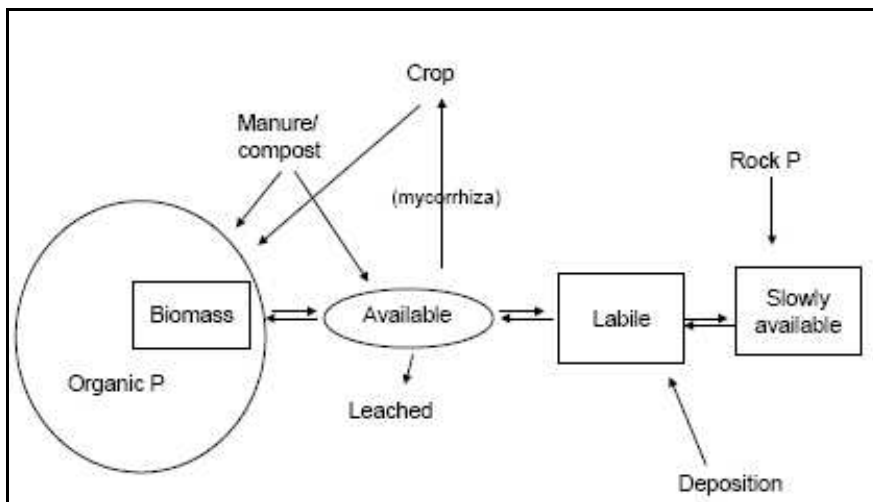 Crop
Manure/
compost
Rock P
(mycorrhiza)
Biomass
Available
Labile
Slowly
available
Organic P
Leached
Deposition